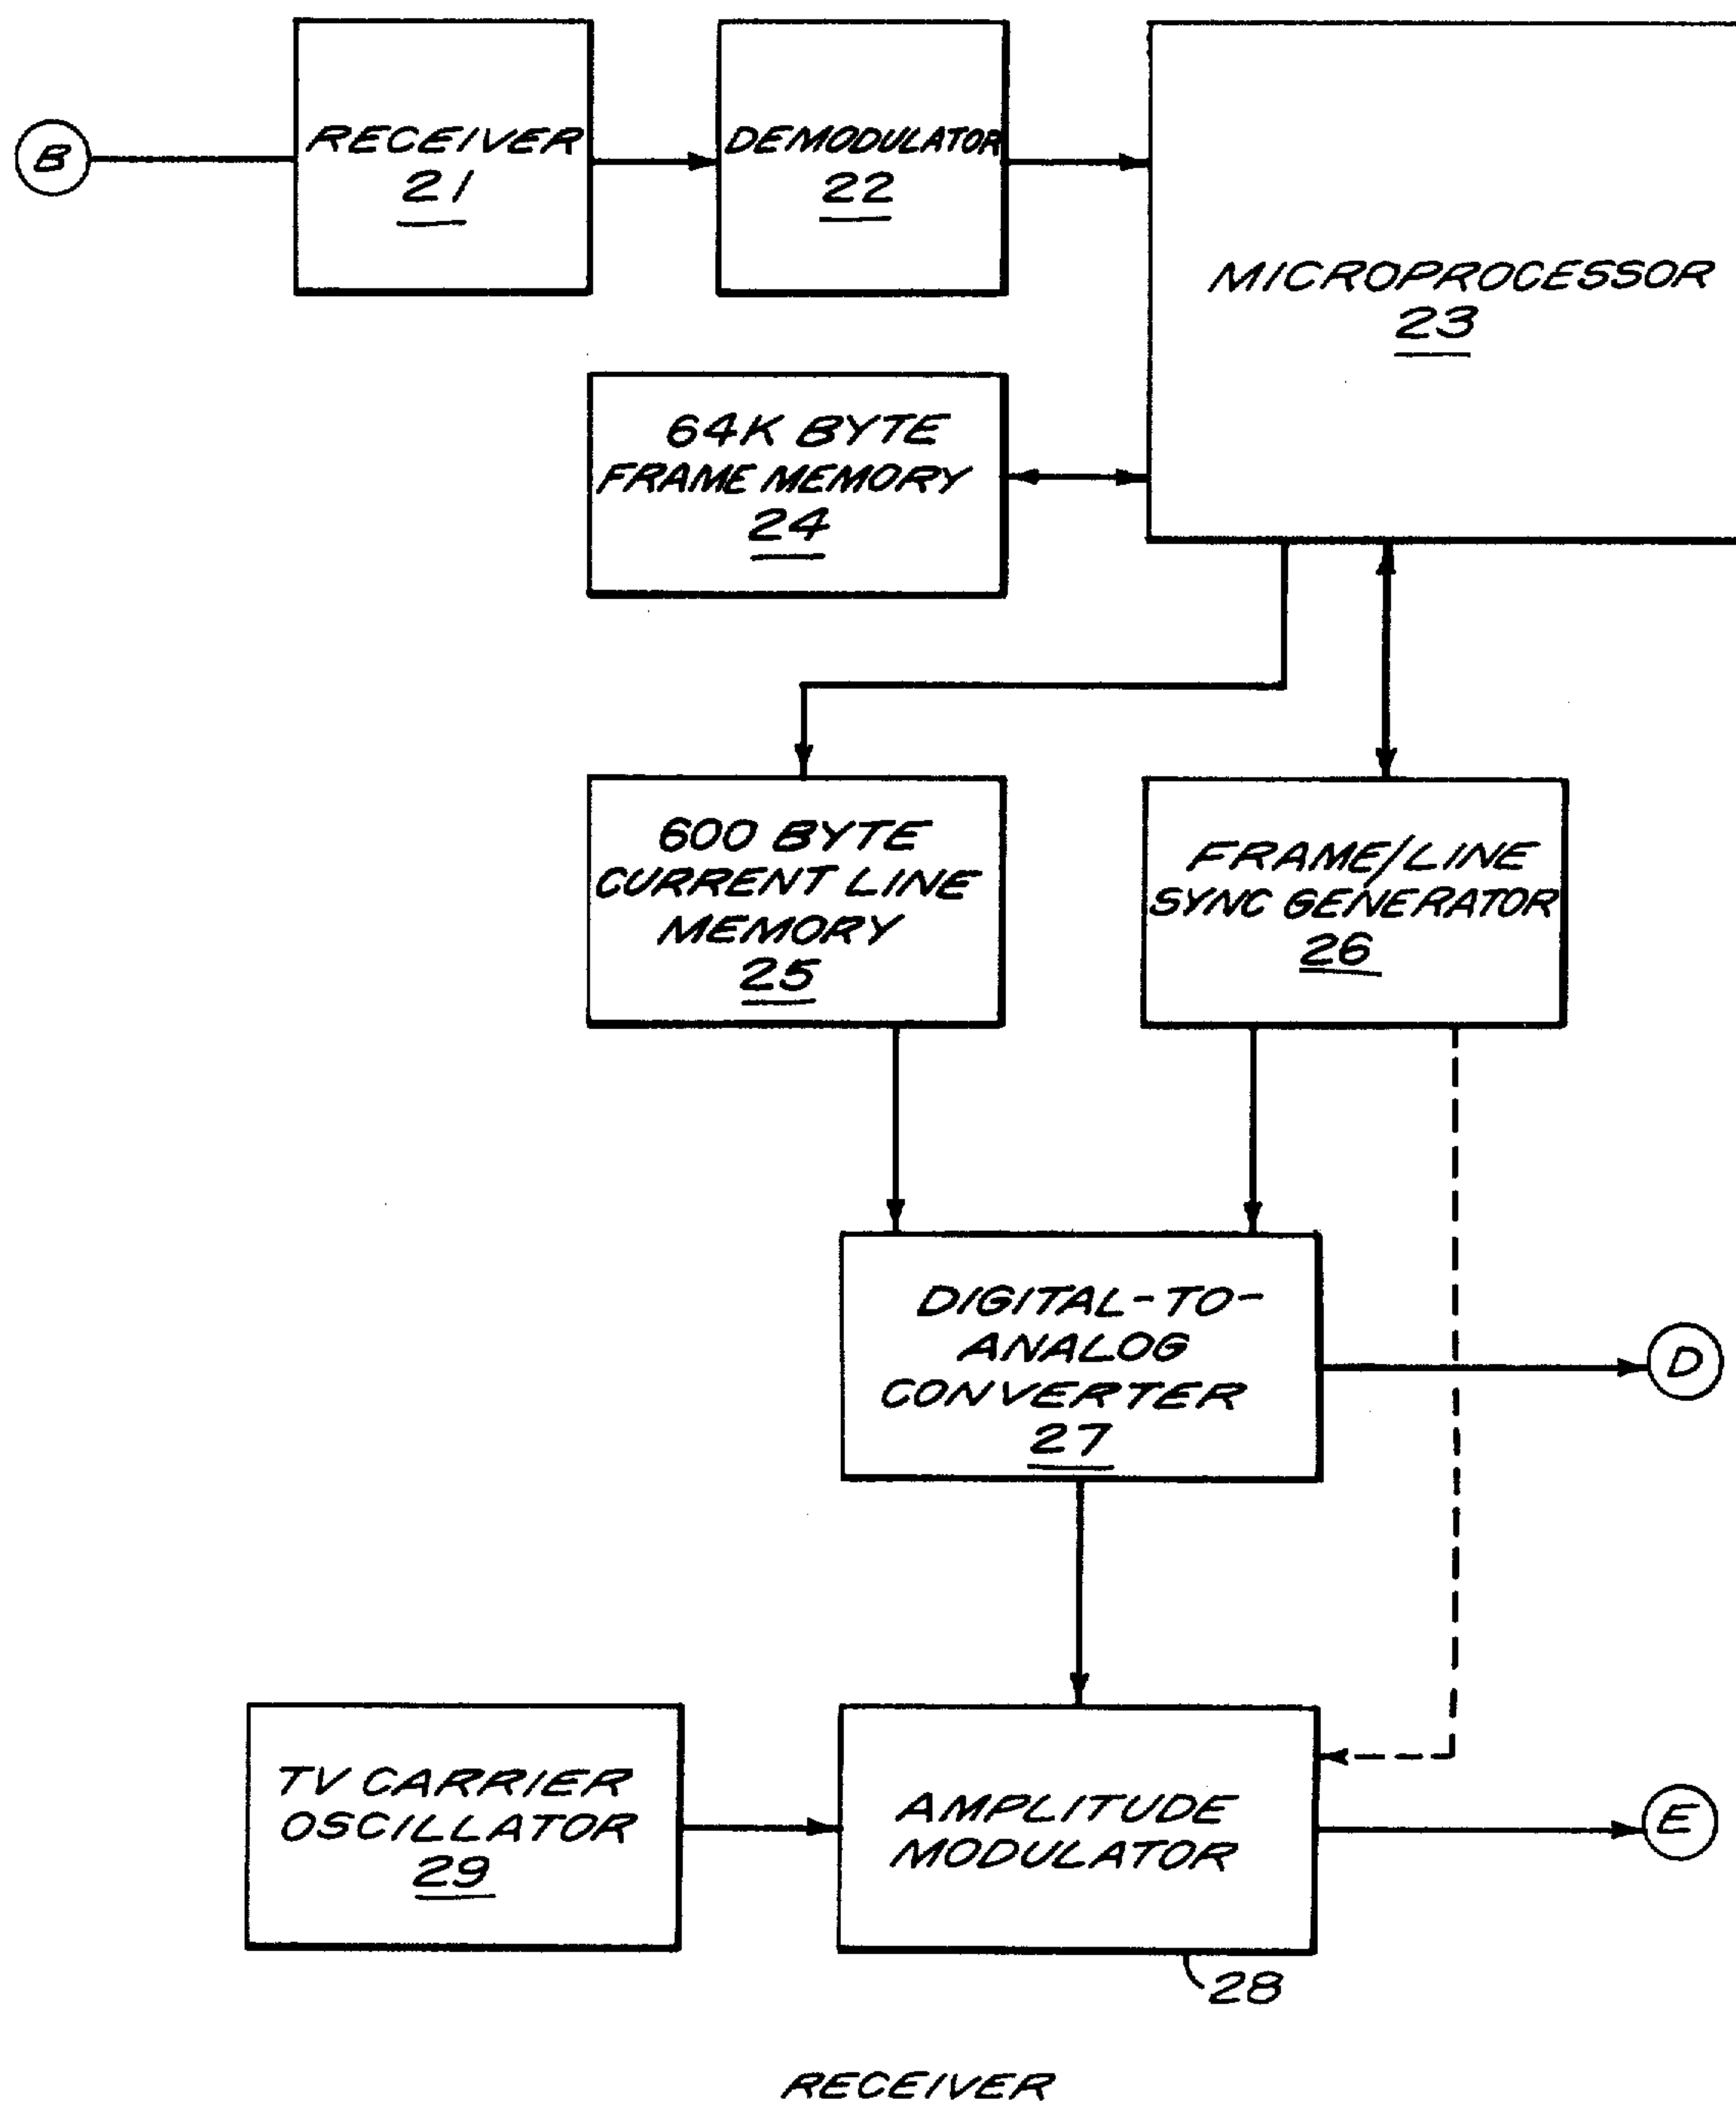 B
RECEIVER
21
DEMODULATOR
22
MICROPROCESSOR
23
64K BYTE
FRAME MEMORY
24
600 BYTE
CURRENT LINE
MEMORY
25
FRAME/LINE
SYNC GENERATOR
26
DIGITAL-TO-
ANALOG
CONVERTER
27
D
TV CARRIER
OSCILLATOR
29
AMPLITUDE
MODULATOR
28
E
RECEIVER